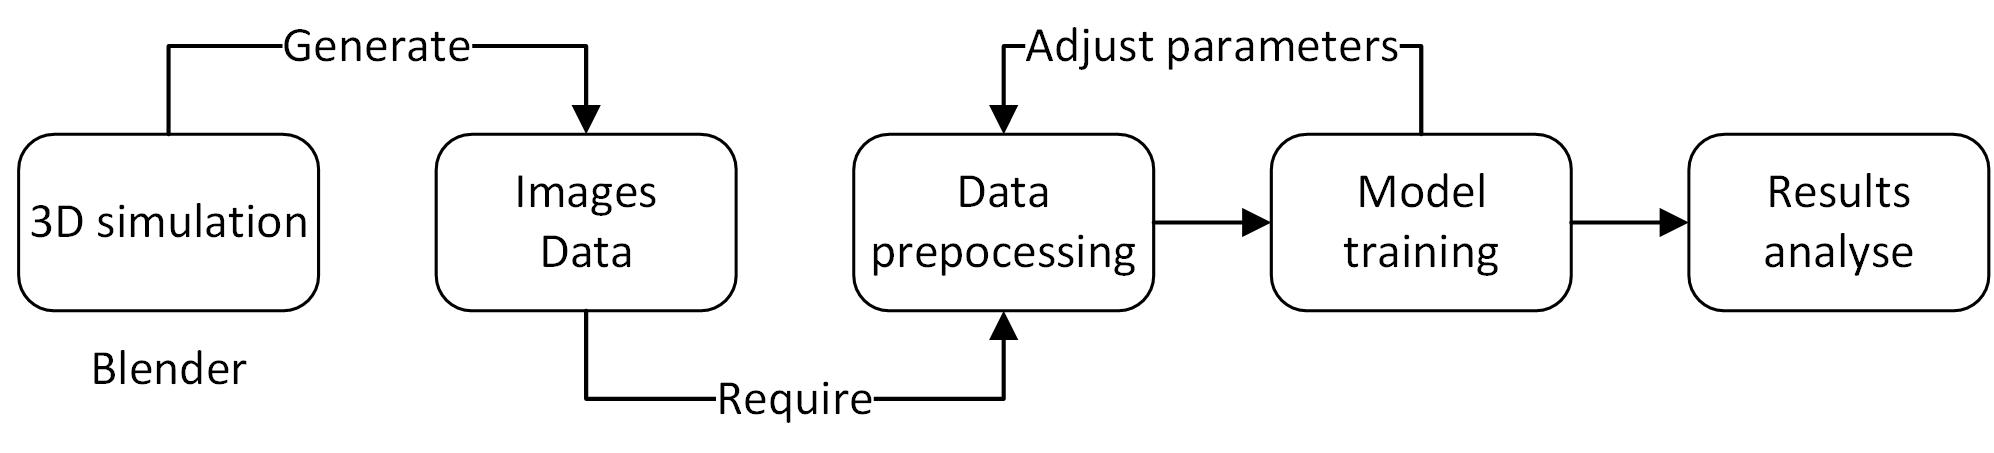 Generate
Adjust parameters
3D simulation
Images
Data
Data
prepocessing
Model
training
Results
analyse
Blender
Require